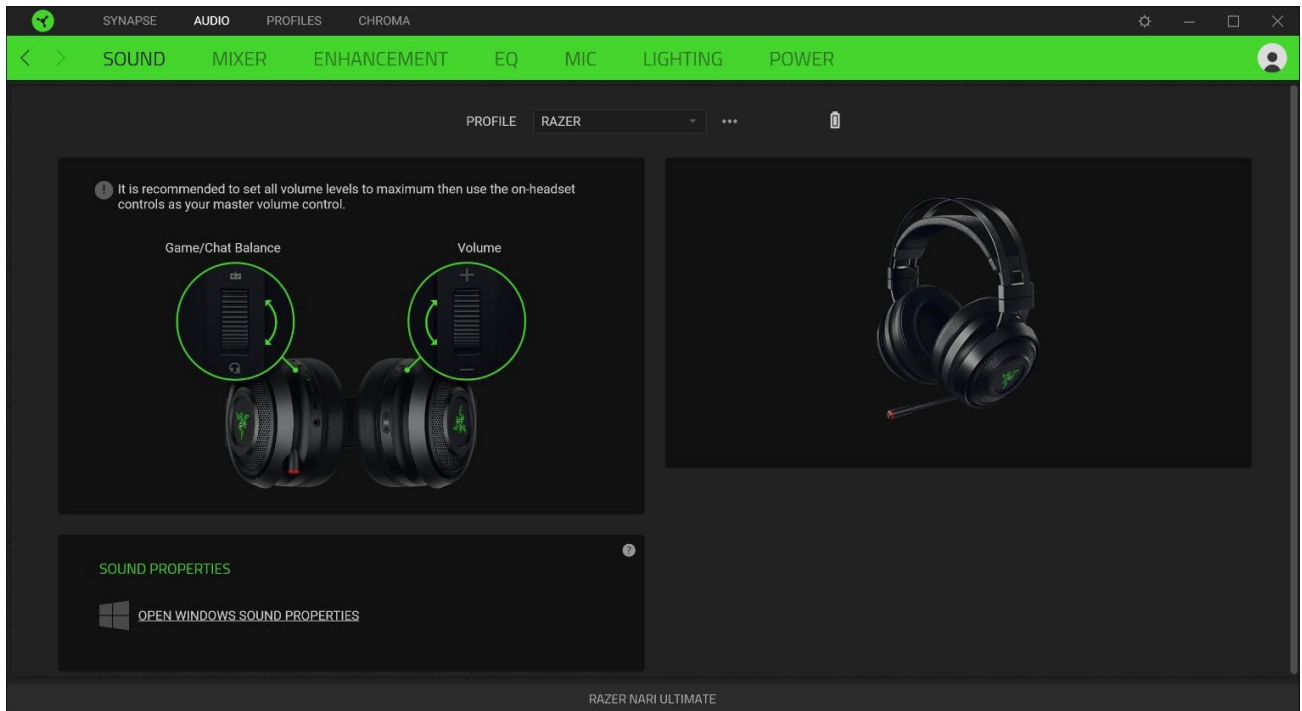 SYNAPSE AUDIO PROFILES CHROMA
SOUND MIXER ENHANCEMENT EQ MIC LIGHTING POWER
PROFILE RAZER
It is recommended to set all volume levels to maximum then use the on-headset
controls as your master volume control.
Game/Chat Balance Volume
SOUND PROPERTIES
OPEN WINDOWS SOUND PROPERTIES
RAZER NARI ULTIMATE